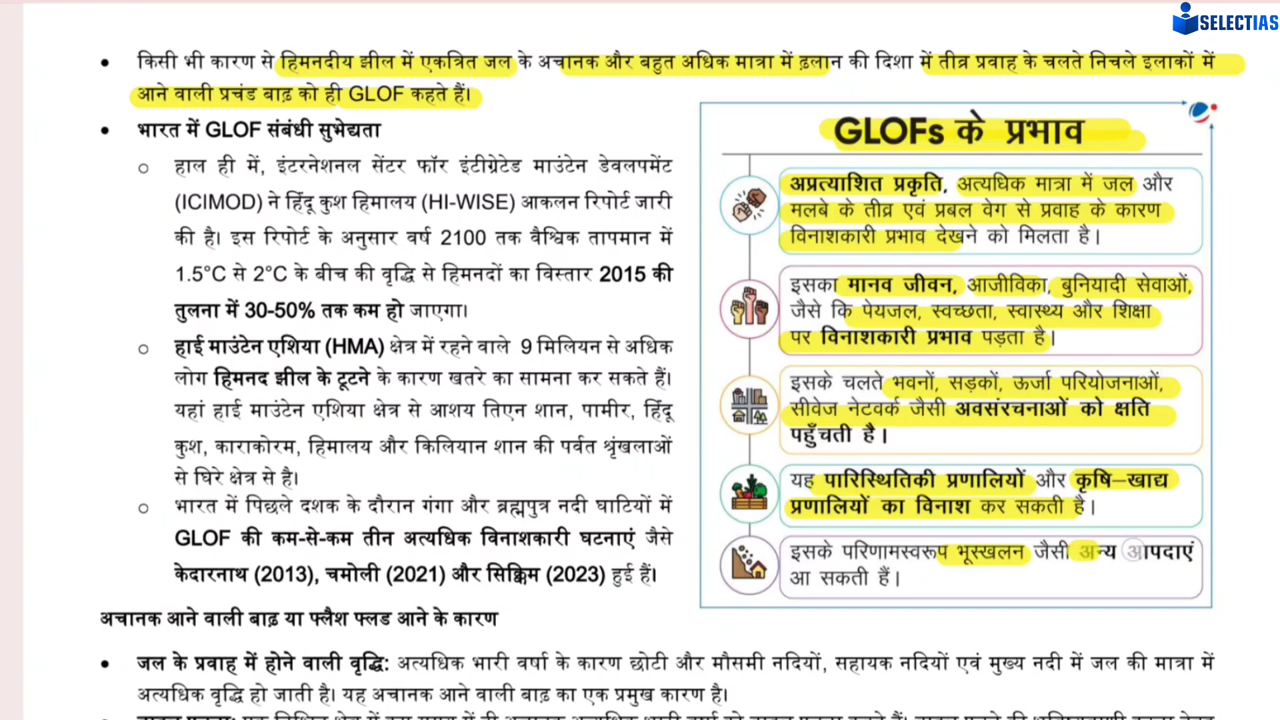 SELECTIAS
• किसी भी कारण से हिमनदीय झील में एकत्रित जल के अचानक और बहुत अधिक मात्रा में ढ़लान की दिशा में तीव्र प्रवाह के चलते निचले इलाकों में
आने वाली प्रचंड बाढ़ को ही GLOF कहते हैं।
• भारत में GLOF संबंधी सुभेद्यता
○ हाल ही में, इंटरनेशनल सेंटर फॉर इंटीग्रेटेड माउंटेन डेवलपमेंट
(ICIMOD) ने हिंदू कुश हिमालय (HI-WISE) आकलन रिपोर्ट जारी
की है। इस रिपोर्ट के अनुसार वर्ष 2100 तक वैश्विक तापमान में
1.5°C से 2°C के बीच की वृद्धि से हिमनदों का विस्तार 2015 की
तुलना में 30-50% तक कम हो जाएगा।
○ हाई माउंटेन एशिया (HMA) क्षेत्र में रहने वाले 9 मिलियन से अधिक
लोग हिमनद झील के टूटने के कारण खतरे का सामना कर सकते हैं।
यहां हाई माउंटेन एशिया क्षेत्र से आशय तिएन शान, पामीर, हिंदू
कुश, काराकोरम, हिमालय और किलियान शान की पर्वत श्रृंखलाओं
से घिरे क्षेत्र से है।
○ भारत में पिछले दशक के दौरान गंगा और ब्रह्मपुत्र नदी घाटियों में
GLOF की कम-से-कम तीन अत्यधिक विनाशकारी घटनाएं जैसे
केदारनाथ (2013), चमोली (2021) और सिक्किम (2023) हुई हैं।
GLOFs के प्रभाव
अप्रत्याशित प्रकृति, अत्यधिक मात्रा में जल और
मलबे के तीव्र एवं प्रबल वेग से प्रवाह के कारण
विनाशकारी प्रभाव देखने को मिलता है।
इसका मानव जीवन, आजीविका, बुनियादी सेवाओं,
जैसे कि पेयजल, स्वच्छता, स्वास्थ्य और शिक्षा
पर विनाशकारी प्रभाव पड़ता है।
इसके चलते भवनों, सड़कों, ऊर्जा परियोजनाओं,
सीवेज नेटवर्क जैसी अवसंरचनाओं को क्षति
पहुँचती है।
यह पारिस्थितिकी प्रणालियों और कृषि–खाद्य
प्रणालियों का विनाश कर सकती है।
इसके परिणामस्वरूप भूस्खलन जैसी अन्य आपदाएं
आ सकती हैं।
अचानक आने वाली बाढ़ या फ्लैश फ्लड आने के कारण
• जल के प्रवाह में होने वाली वृद्धि: अत्यधिक भारी वर्षा के कारण छोटी और मौसमी नदियों, सहायक नदियों एवं मुख्य नदी में जल की मात्रा में
अत्यधिक वृद्धि हो जाती है। यह अचानक आने वाली बाढ़ का एक प्रमुख कारण है।